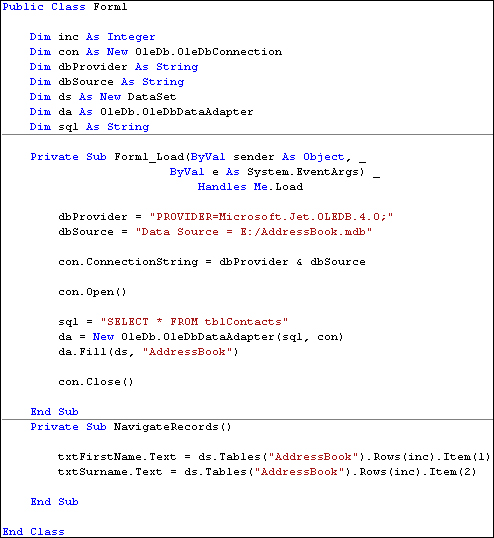 Public Class Form1
Dim inc As Integer
Dim con As New OleDb.OleDbConnection
Dim dbProvider As String
Dim dbSource As String
Dim ds As New DataSet
Dim da As OleDb.OleDbDataAdapter
Dim sql As String
Private Sub Form1_Load(ByVal sender As Object, _
ByVal e As System.EventArgs) _
Handles Me.Load
dbProvider = "PROVIDER=Microsoft.Jet.OLEDB.4.0;"
dbSource = "Data Source = E:/AddressBook.mdb"
con.ConnectionString = dbProvider & dbSource
con.Open()
sql = "SELECT * FROM tblContacts"
da = New OleDb.OleDbDataAdapter(sql, con)
da.Fill(ds, "AddressBook")
con.Close()
End Sub
Private Sub NavigateRecords()
txtFirstName.Text = ds.Tables("AddressBook").Rows(inc).Item(1)
txtSurname.Text = ds.Tables("AddressBook").Rows(inc).Item(2)
End Sub
End Class